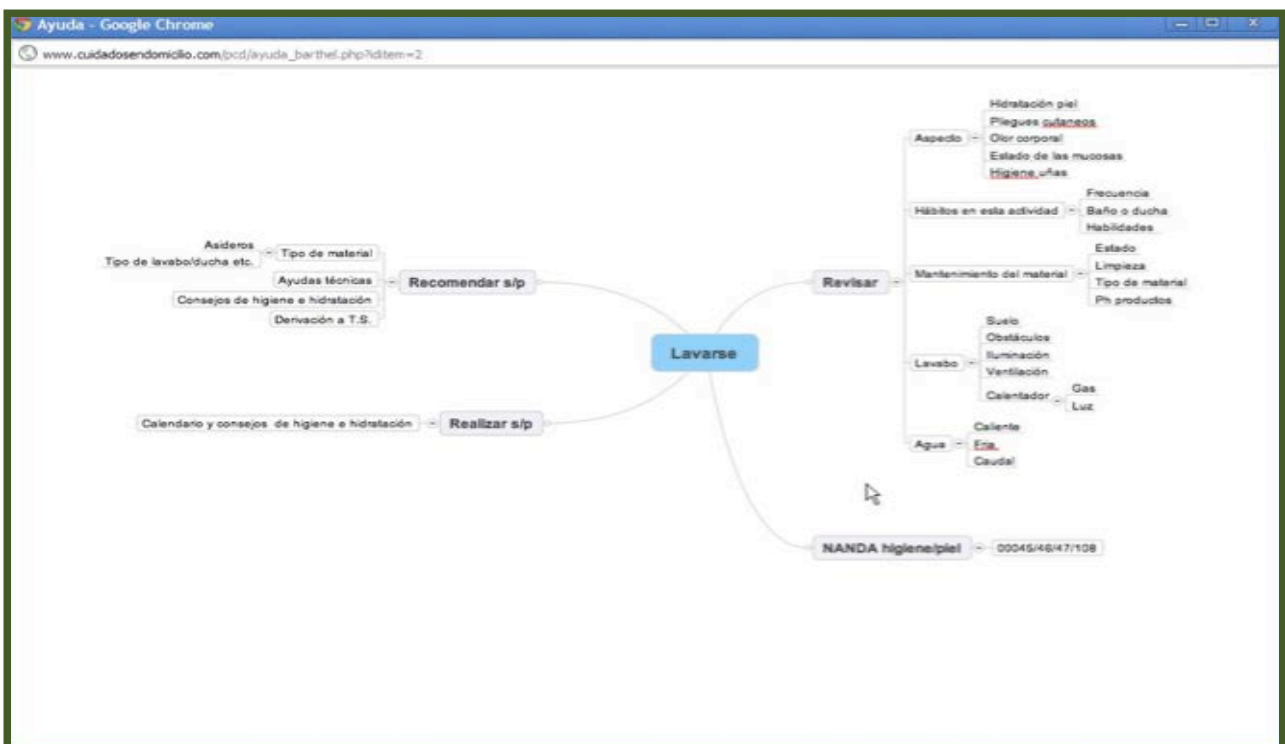 Ayuda - Google Chrome
www.cuidadosendomicilio.com/pcd/ayuda_barthel.php?iditem=2
Lavarse
Recomendar s/p
Tipo de material
Asideros
Tipo de lavabo/ducha etc.
Ayudas técnicas
Consejos de higiene e hidratación
Derivación a T.S.
Realizar s/p
Calendario y consejos de higiene e hidratación
Revisar
Aspecto
Hidratación piel
Pliegues cutaneos
Olor corporal
Estado de las mucosas
Higiene uñas
Hábitos en esta actividad
Frecuencia
Baño o ducha
Habilidades
Mantenimiento del material
Estado
Limpieza
Tipo de material
Ph productos
Lavabo
Suelo
Obstáculos
Iluminación
Ventilación
Calentador
Gas
Luz
Agua
Caliente
Fria
Caudal
NANDA higiene/piel
00045/46/47/108